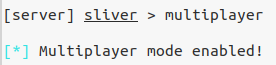 [server] sliver > multiplayer
[*] Multiplayer mode enabled!